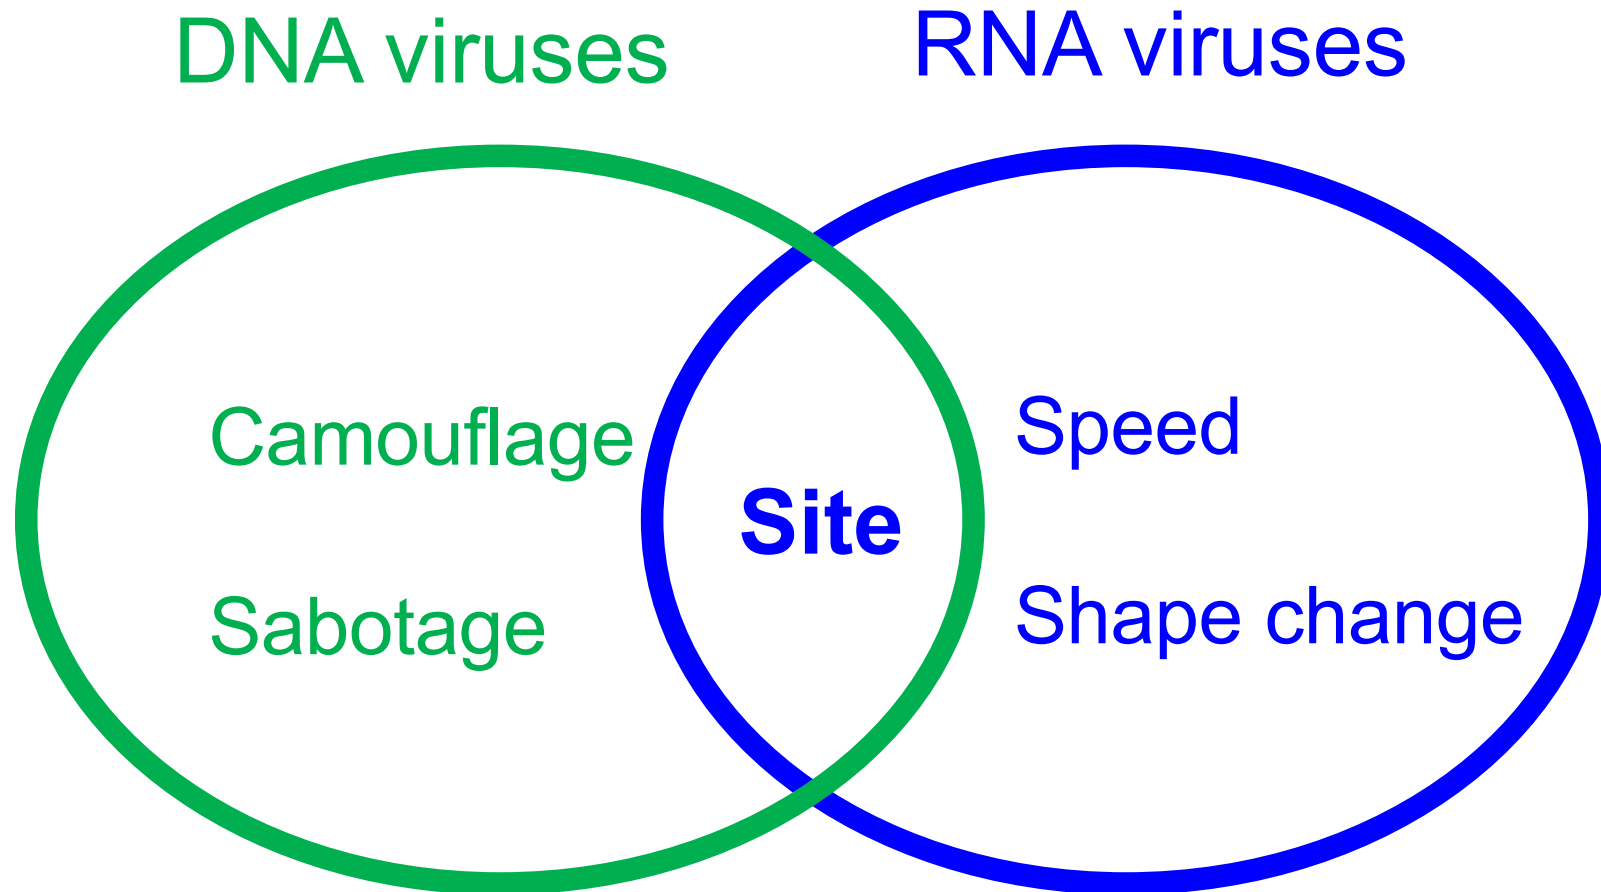 DNA viruses
RNA viruses
Camouflage
Sabotage
Site
Speed
Shape change